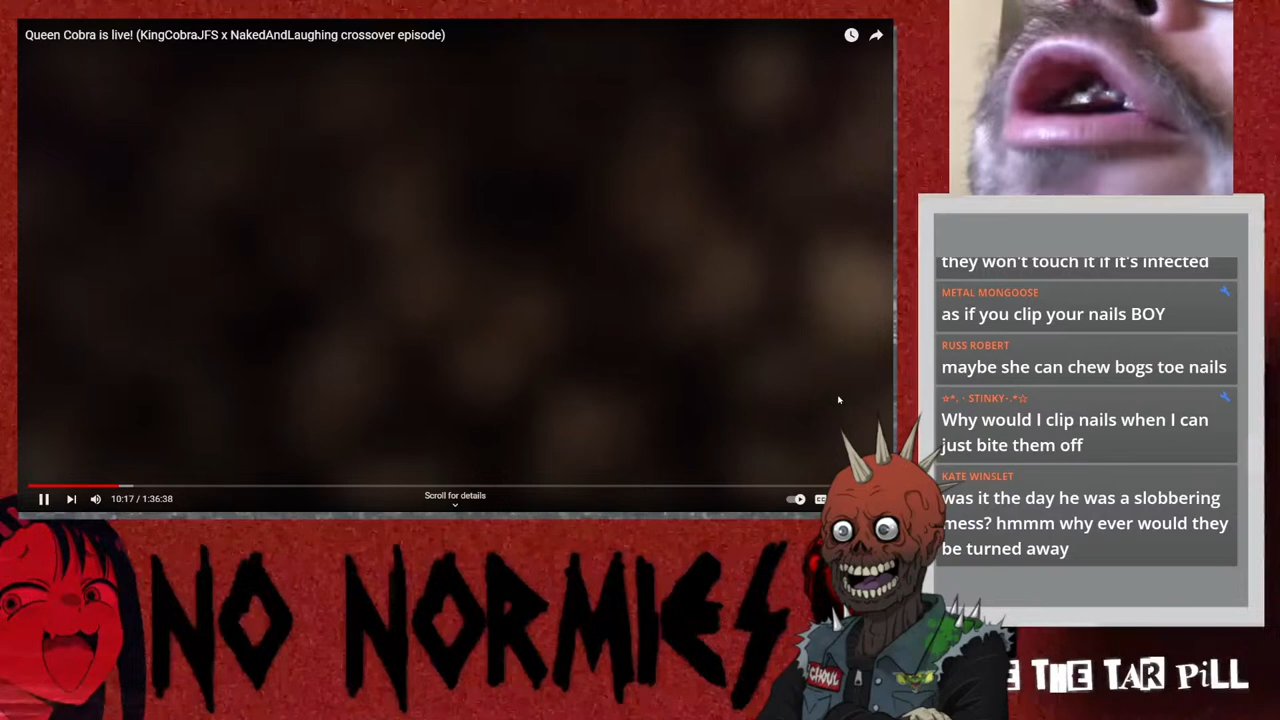 Queen Cobra is live! (KingCobraJFS x NakedAndLaughing crossover episode)
10:17 / 1:36:38
Scroll for details
they won't touch it if it's infected
METAL MONGOOSE
as if you clip your nails BOY
RUSS ROBERT
maybe she can chew bogs toe nails
☆*. · STINKY·.*☆
Why would I clip nails when I can
just bite them off
KATE WINSLET
was it the day he was a slobbering
mess? hmmm why ever would they
be turned away
NO NORMIES
GHOUL
THE TAR PiLL